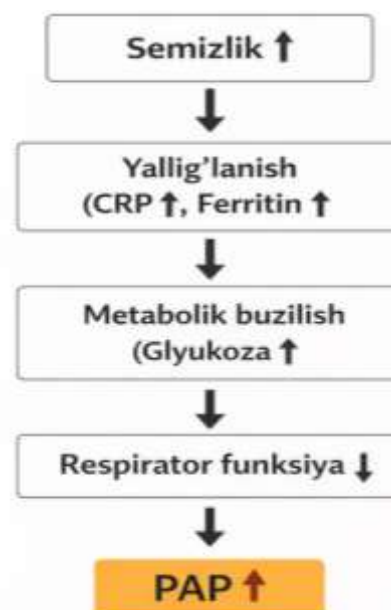 Semizlik ↑
Yallig'lanish
(CRP ↑, Ferritin ↑
Metabolik buzilish
(Glyukoza ↑
Respirator funksiya ↓
PAP ↑